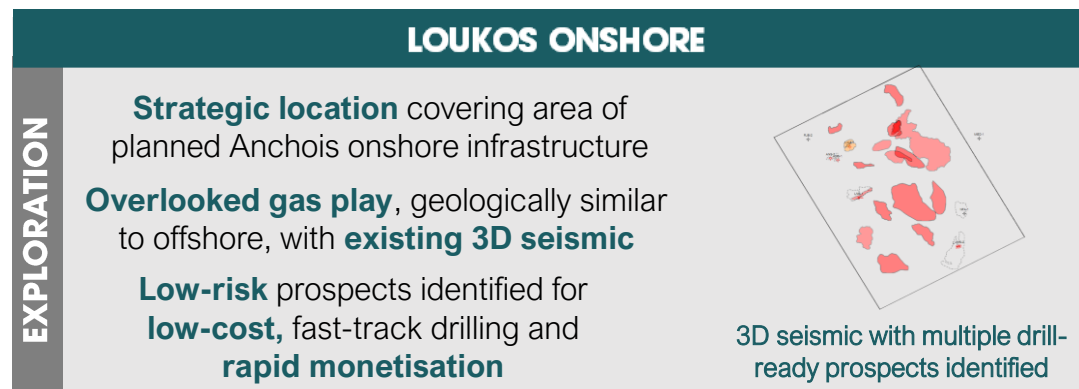 LOUKOS ONSHORE
EXPLORATION
Strategic location covering area of
planned Anchois onshore infrastructure
Overlooked gas play, geologically similar
to offshore, with existing 3D seismic
Low-risk prospects identified for
low-cost, fast-track drilling and
rapid monetisation
3D seismic with multiple drill-
ready prospects identified